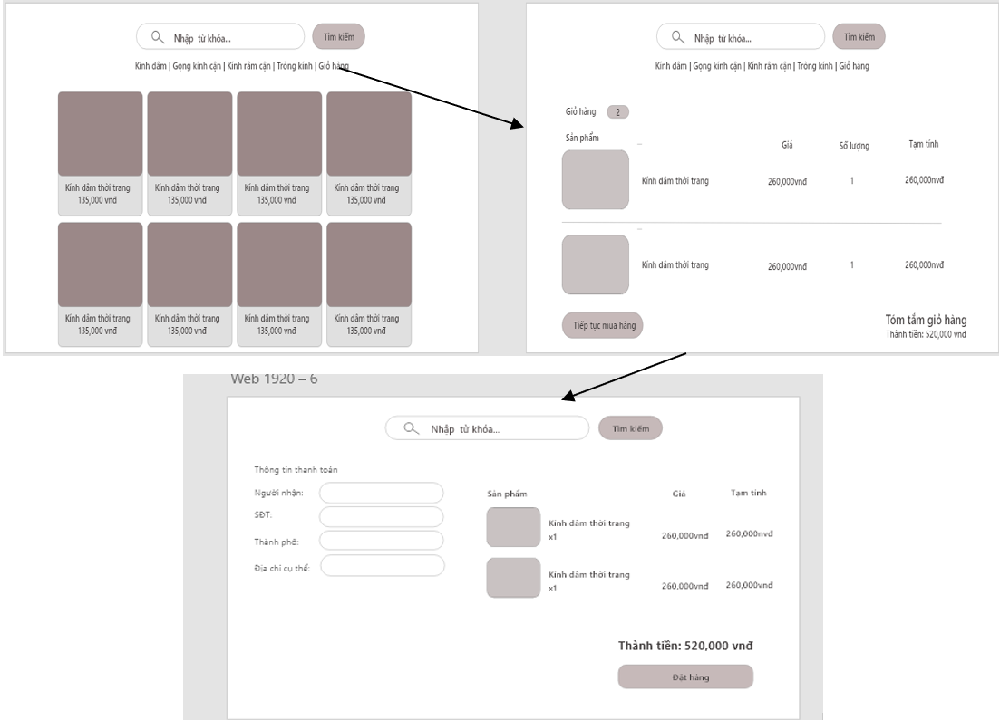 Nhập từ khóa...
Tìm kiếm
Kính dâm | Gọng kính cận | Kính râm cận | Tròng kính | Giỏ hàng
Kính dâm thời trang
135,000 vnđ
Kính dâm thời trang
135,000 vnđ
Kính dâm thời trang
135,000 vnđ
Kính dâm thời trang
135,000 vnđ
Kính dâm thời trang
135,000 vnđ
Kính dâm thời trang
135,000 vnđ
Kính dâm thời trang
135,000 vnđ
Kính dâm thời trang
135,000 vnđ
Nhập từ khóa...
Tìm kiếm
Kính dâm | Gọng kính cận | Kính râm cận | Tròng kính | Giỏ hàng
Giỏ hàng 2
Sản phẩm Giá Số lượng Tạm tính
Kính dâm thời trang 260,000vnđ 1 260,000nvđ
Kính dâm thời trang 260,000vnđ 1 260,000nvđ
Tiếp tục mua hàng
Tóm tắm giỏ hàng
Thành tiền: 520,000 vnđ
Web 1920 – 6
Nhập từ khóa...
Tìm kiếm
Thông tin thanh toán
Người nhận:
SĐT:
Thành phố:
Địa chỉ cụ thể:
Sản phẩm Giá Tạm tính
Kính dâm thời trang
x1
260,000vnđ 260,000nvđ
Kính dâm thời trang
x1
260,000vnđ 260,000nvđ
Thành tiền: 520,000 vnđ
Đặt hàng